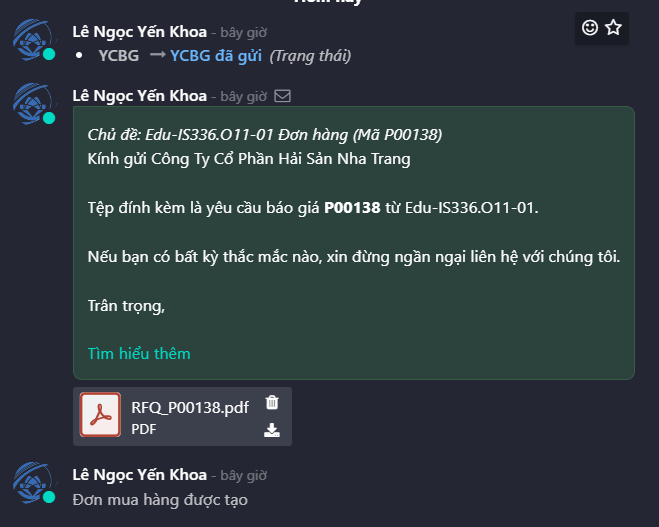 Lê Ngọc Yến Khoa - bây giờ
YCBG → YCBG đã gửi (Trạng thái)
Lê Ngọc Yến Khoa - bây giờ
Chủ đề: Edu-IS336.O11-01 Đơn hàng (Mã P00138)
Kính gửi Công Ty Cổ Phần Hải Sản Nha Trang
Tệp đính kèm là yêu cầu báo giá P00138 từ Edu-IS336.O11-01.
Nếu bạn có bất kỳ thắc mắc nào, xin đừng ngần ngại liên hệ với chúng tôi.
Trân trọng,
Tìm hiểu thêm
RFQ_P00138.pdf
PDF
Lê Ngọc Yến Khoa - bây giờ
Đơn mua hàng được tạo